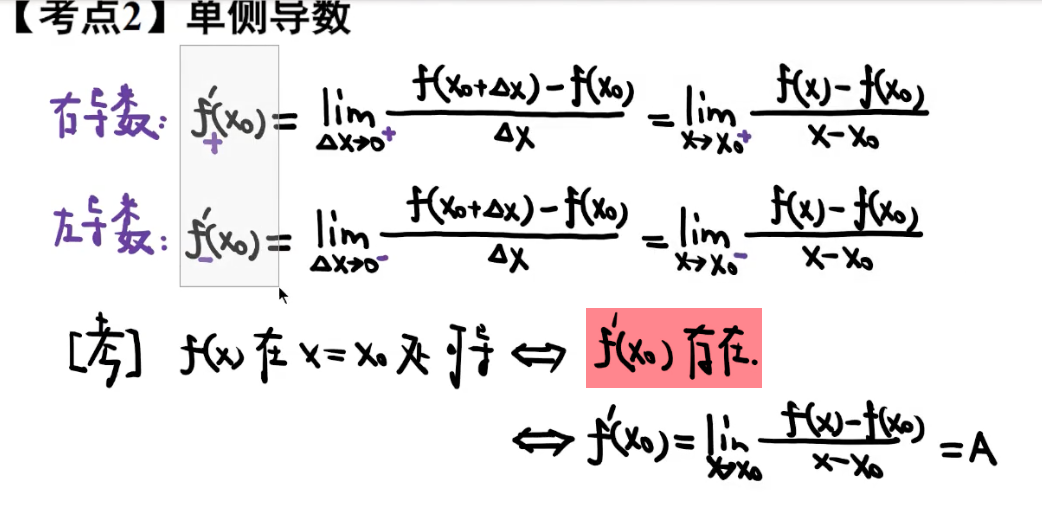 【考点2】单侧导数
右导数: f'₊(x₀) = lim_{Δx→0⁺} (f(x₀+Δx)-f(x₀))/Δx = lim_{x→x₀⁺} (f(x)-f(x₀))/(x-x₀)
左导数: f'₋(x₀) = lim_{Δx→0⁻} (f(x₀+Δx)-f(x₀))/Δx = lim_{x→x₀⁻} (f(x)-f(x₀))/(x-x₀)
[考] f(x) 在 x=x₀ 处可导 ⇔ f'(x₀) 存在.
⇔ f'(x₀) = lim_{x→x₀} (f(x)-f(x₀))/(x-x₀) = A